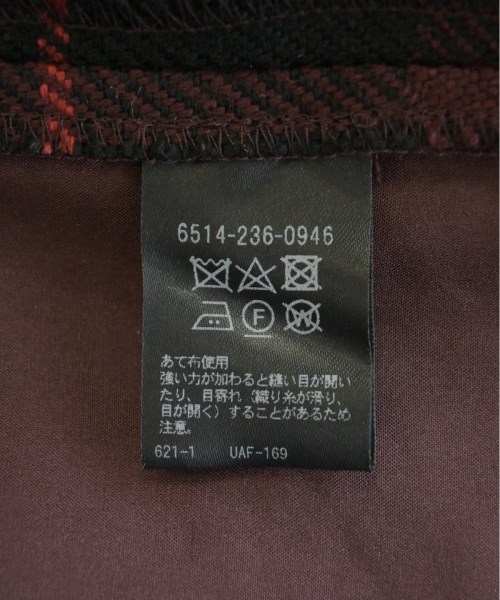 6514-236-0946
F
W
あて布使用
強い力が加わると縫い目が開い
たり、目寄れ（織り糸が滑り、
目が開く）することがあるため
注意。
621-1 UAF-169